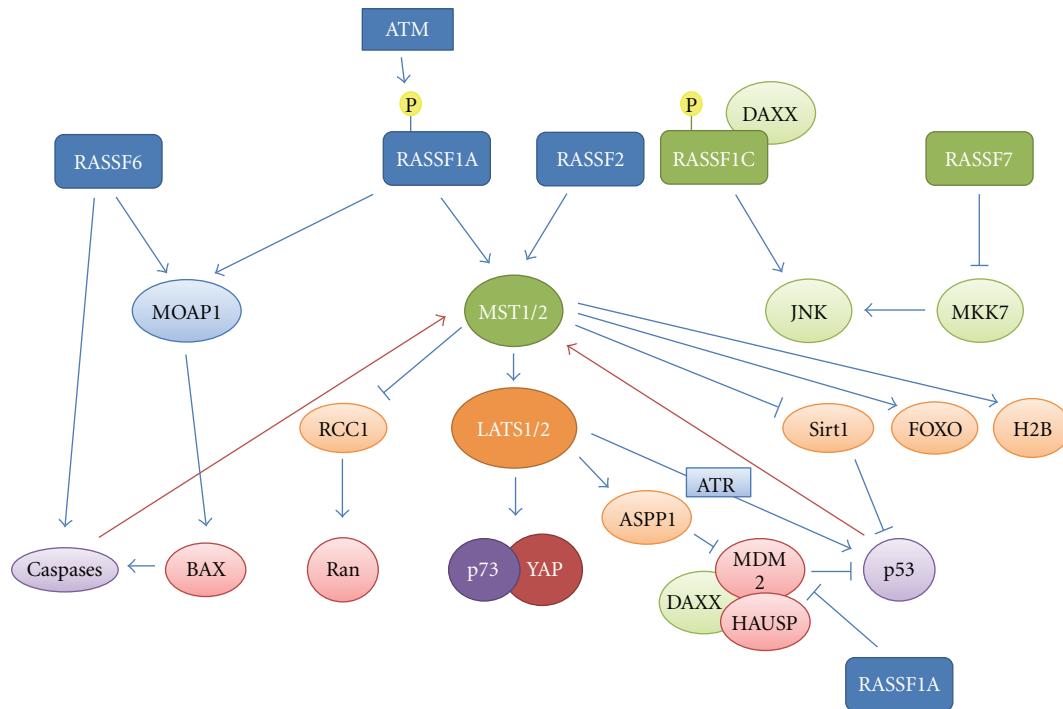 ATM
P
P
DAXX
RASSF6
RASSF1A
RASSF2
RASSF1C
RASSF7
MOAP1
MST1/2
JNK
MKK7
RCC1
LATS1/2
Sirt1
FOXO
H2B
ATR
ASPP1
Caspases
BAX
Ran
p73
YAP
MDM
2
p53
DAXX
HAUSP
RASSF1A